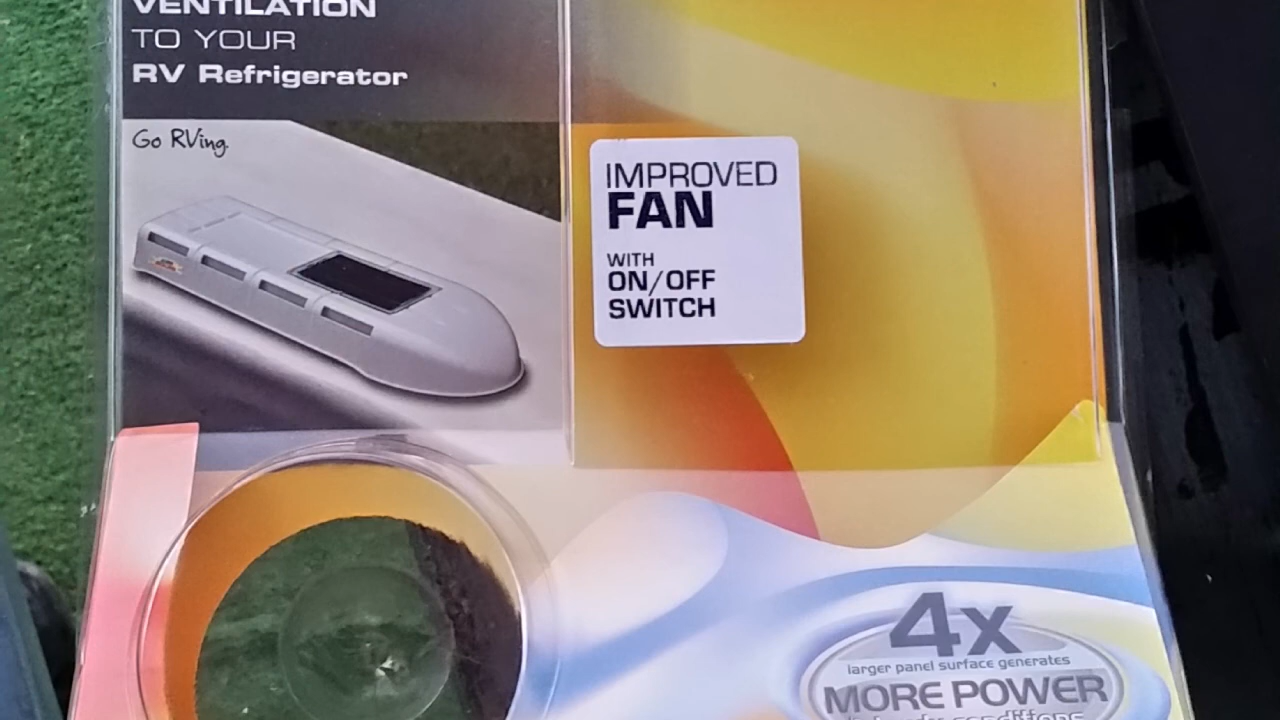 VENTILATION
TO YOUR
RV Refrigerator
Go RVing
IMPROVED
FAN
WITH
ON/OFF
SWITCH
4x
larger panel surface generates
MORE POWER
conditions